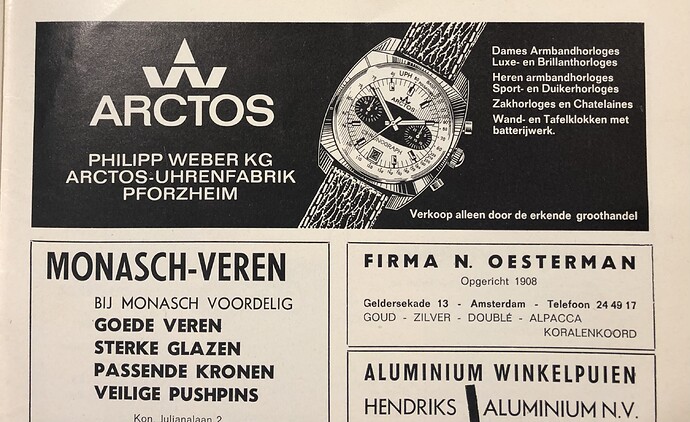 ARCTOS
PHILIPP WEBER KG
ARCTOS-UHRENFABRIK
PFORZHEIM
UPH
ARCTOS
Dames Armbandhorloges
Luxe- en Brillanthorloges
Heren armbandhorloges
Sport- en Duikerhorloges
Zakhorloges en Chatelaines
Wand- en Tafelklokken met
batterijwerk.
Verkoop alleen door de erkende groothandel
MONASCH-VEREN
BIJ MONASCH VOORDELIG
GOEDE VEREN
STERKE GLAZEN
PASSENDE KRONEN
VEILIGE PUSHPINS
Kon. Julianalaan 2
FIRMA N. OESTERMAN
Opgericht 1908
Geldersekade 13 - Amsterdam - Telefoon 24 49 17
GOUD - ZILVER - DOUBLÉ - ALPACCA
KORALENKOORD
ALUMINIUM WINKELPUIEN
HENDRIKS ALUMINIUM N.V.